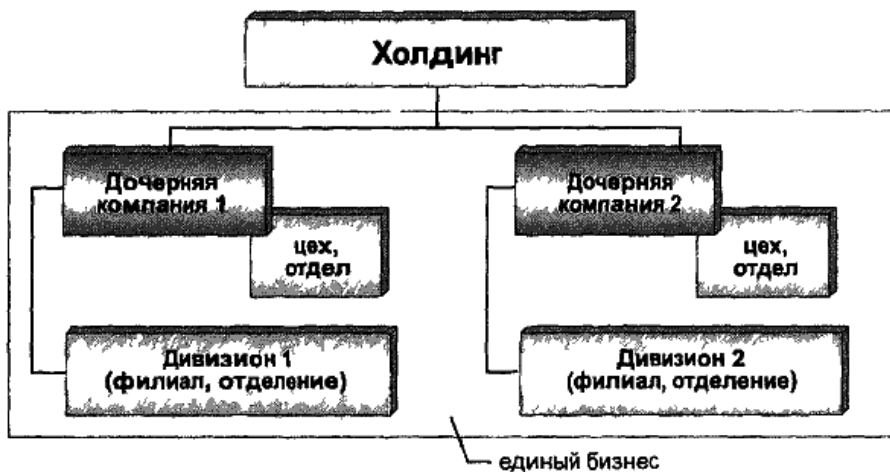 Холдинг
Дочерняя
компания 1
цех,
отдел
Дивизион 1
(филиал, отделение)
Дочерняя
компания 2
цех,
отдел
Дивизион 2
(филиал, отделение)
единый бизнес